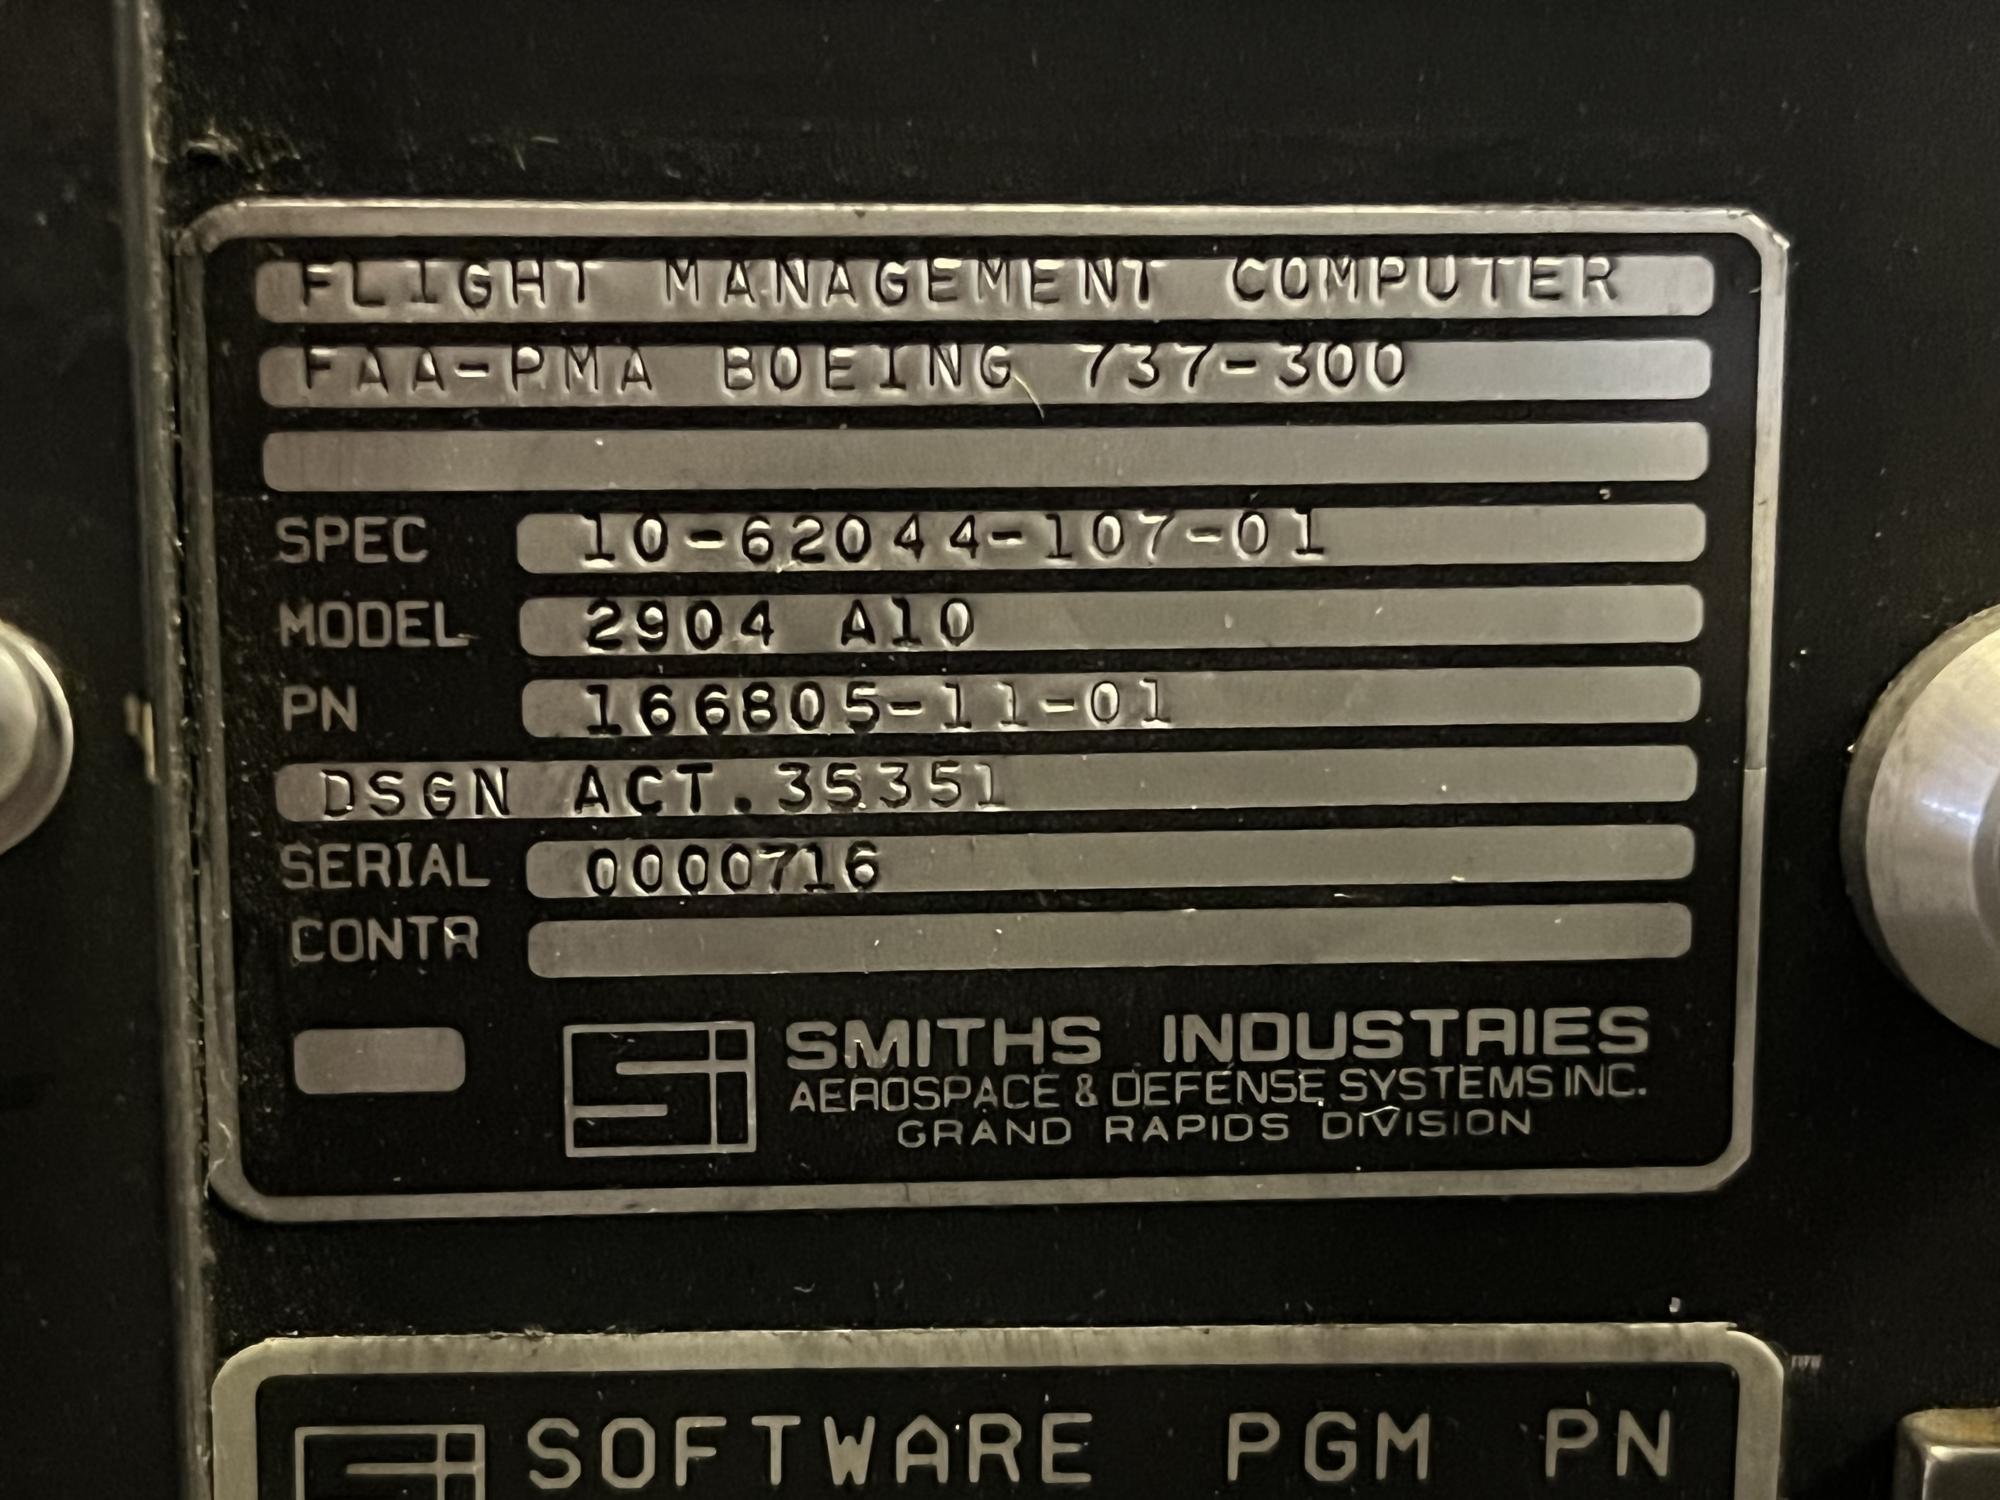 FLIGHT MANAGEMENT COMPUTER
FAA-PMA BOEING 737-300
SPEC 10-62044-107-01
MODEL 2904 A10
PN 166805-11-01
DSGN ACT.35351
SERIAL 0000716
CONTR
SMITHS INDUSTRIES
AEROSPACE & DEFENSE SYSTEMS INC.
GRAND RAPIDS DIVISION
SOFTWARE PGM PN